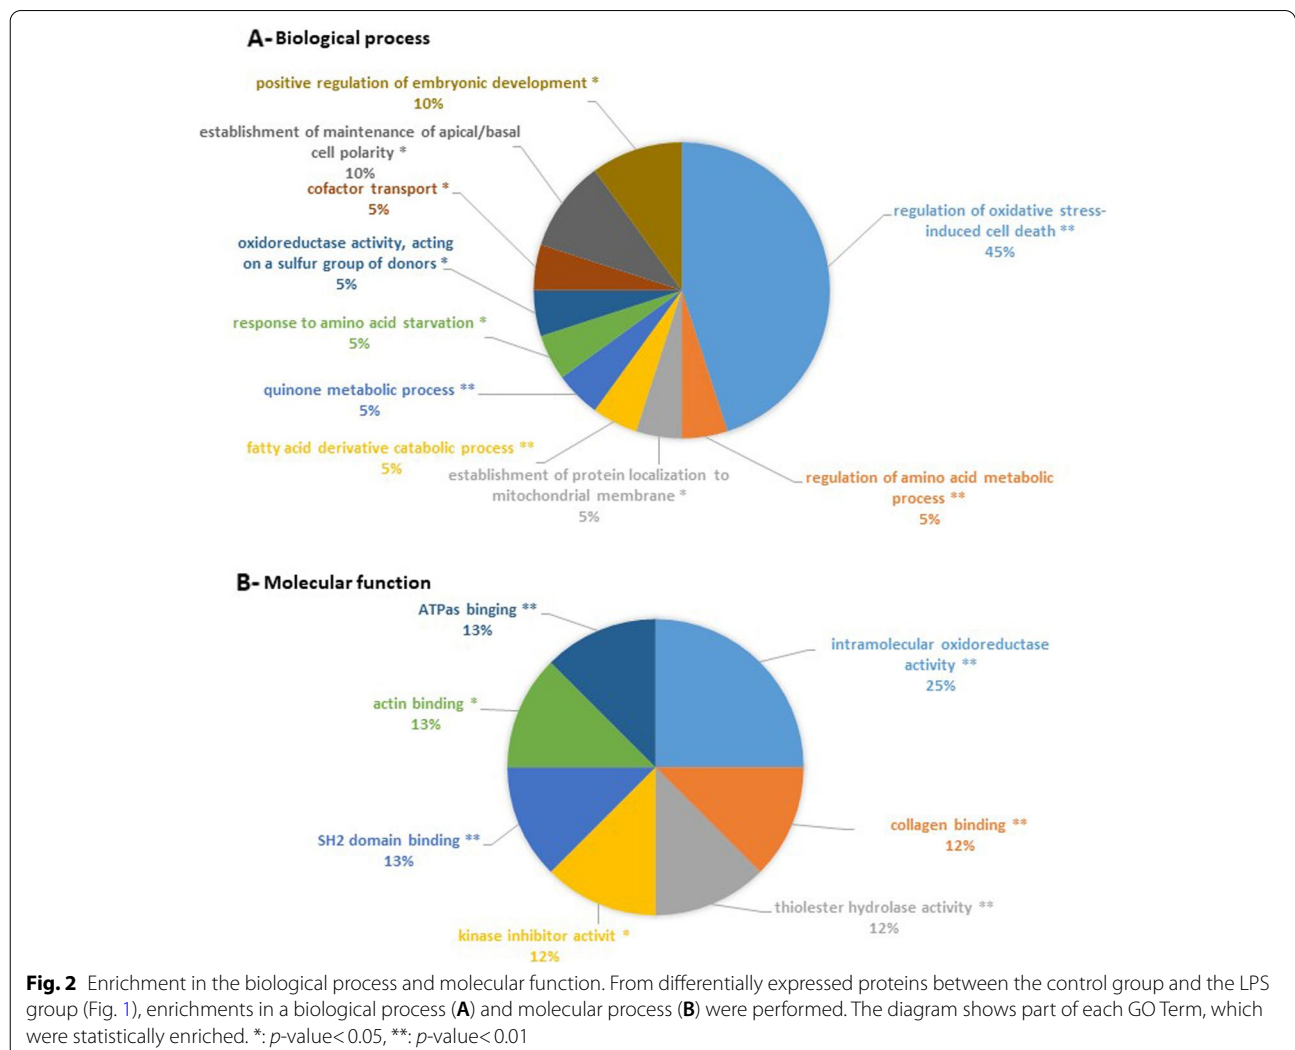 A- Biological process
positive regulation of embryonic development *
10%
establishment of maintenance of apical/basal
cell polarity *
10%
cofactor transport *
5%
oxidoreductase activity, acting
on a sulfur group of donors *
5%
response to amino acid starvation *
5%
quinone metabolic process **
5%
fatty acid derivative catabolic process **
5%
establishment of protein localization to
mitochondrial membrane *
5%
regulation of oxidative stress-
induced cell death **
45%
regulation of amino acid metabolic
process **
5%
B- Molecular function
ATPas binging **
13%
actin binding *
13%
SH2 domain binding **
13%
kinase inhibitor activit *
12%
intramolecular oxidoreductase
activity **
25%
collagen binding **
12%
thiolester hydrolase activity **
12%
Fig. 2 Enrichment in the biological process and molecular function. From differentially expressed proteins between the control group and the LPS
group (Fig. 1), enrichments in a biological process (A) and molecular process (B) were performed. The diagram shows part of each GO Term, which
were statistically enriched. *: p-value< 0.05, **: p-value< 0.01